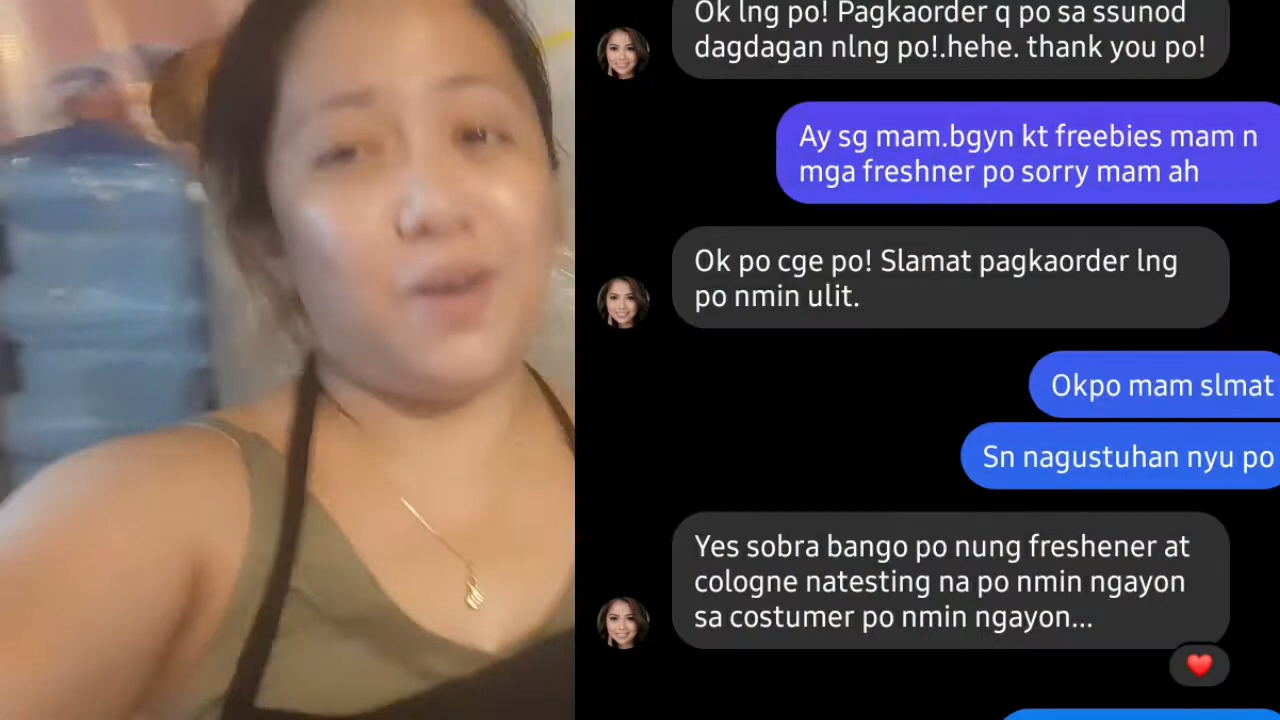 Ok lng po! Pagkaorder q po sa ssunod
dagdagan nlng po!.hehe. thank you po!
Ay sg mam.bgyn kt freebies mam n
mga freshner po sorry mam ah
Ok po cge po! Slamat pagkaorder lng
po nmin ulit.
Okpo mam slmat
Sn nagustuhan nyu po
Yes sobra bango po nung freshener at
cologne natesting na po nmin ngayon
sa costumer po nmin ngayon...